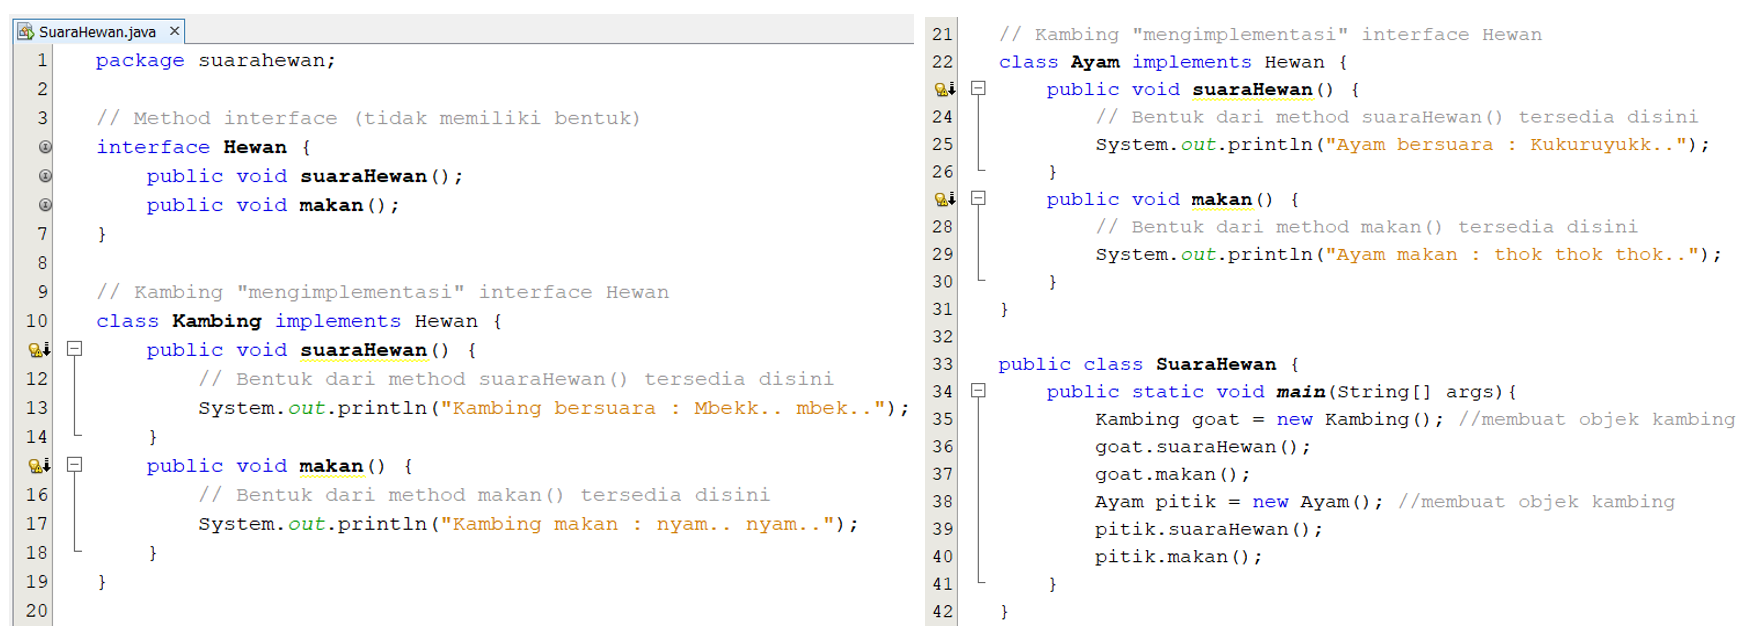 SuaraHewan.java
1 package suarahewan;
2
3 // Method interface (tidak memiliki bentuk)
interface Hewan {
public void suaraHewan();
public void makan();
7 }
8
9 // Kambing "mengimplementasi" interface Hewan
10 class Kambing implements Hewan {
public void suaraHewan() {
12 // Bentuk dari method suaraHewan() tersedia disini
13 System.out.println("Kambing bersuara : Mbekk.. mbek..");
14 }
public void makan() {
16 // Bentuk dari method makan() tersedia disini
17 System.out.println("Kambing makan : nyam.. nyam..");
18 }
19 }
20
21 // Kambing "mengimplementasi" interface Hewan
22 class Ayam implements Hewan {
public void suaraHewan() {
24 // Bentuk dari method suaraHewan() tersedia disini
25 System.out.println("Ayam bersuara : Kukuruyukk..");
26 }
public void makan() {
28 // Bentuk dari method makan() tersedia disini
29 System.out.println("Ayam makan : thok thok thok..");
30 }
31 }
32
33 public class SuaraHewan {
34 public static void main(String[] args){
35 Kambing goat = new Kambing(); //membuat objek kambing
36 goat.suaraHewan();
37 goat.makan();
38 Ayam pitik = new Ayam(); //membuat objek kambing
39 pitik.suaraHewan();
40 pitik.makan();
41 }
42 }